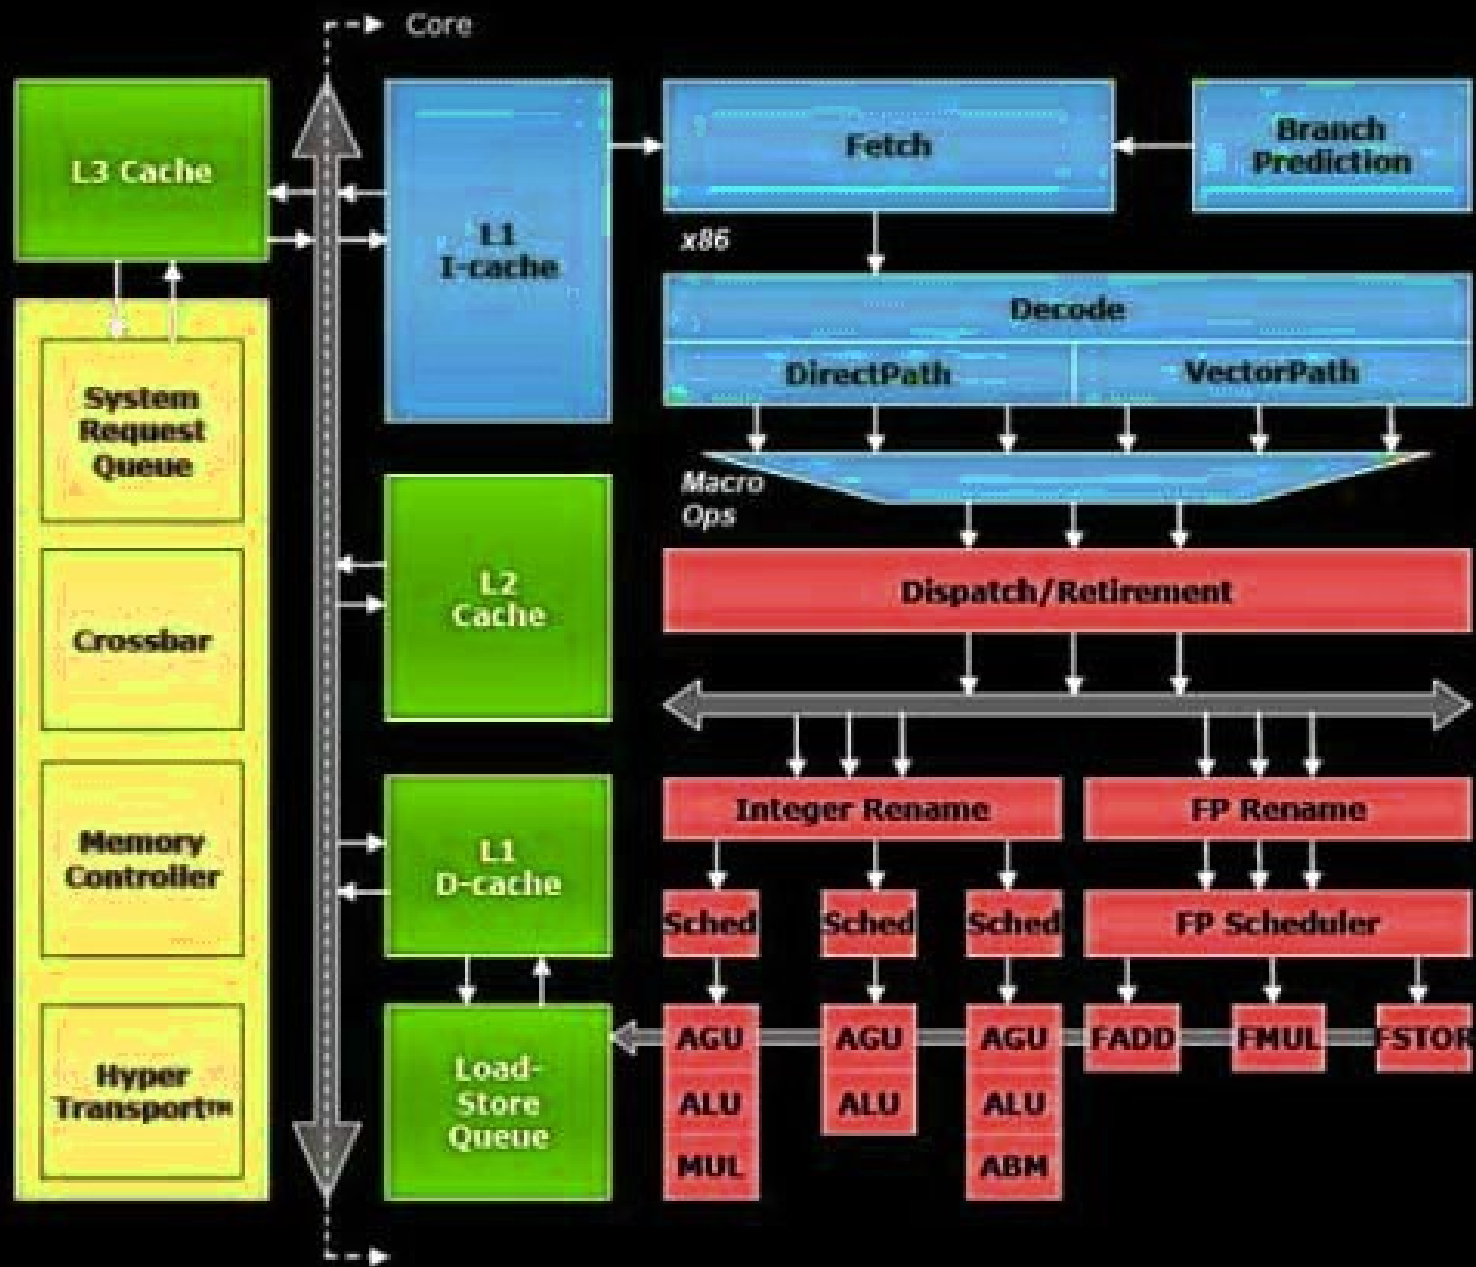 Core
L3 Cache
L1
I-cache
Fetch
Branch
Prediction
x86
Decode
DirectPath
VectorPath
System
Request
Queue
Macro
Ops
L2
Cache
Dispatch/Retirement
Crossbar
Integer Rename
FP Rename
Memory
Controller
L1
D-cache
Sched
Sched
Sched
FP Scheduler
Hyper
Transport™
Load-
Store
Queue
AGU
ALU
MUL
AGU
ALU
AGU
ALU
ABM
FADD
FMUL
FSTOR